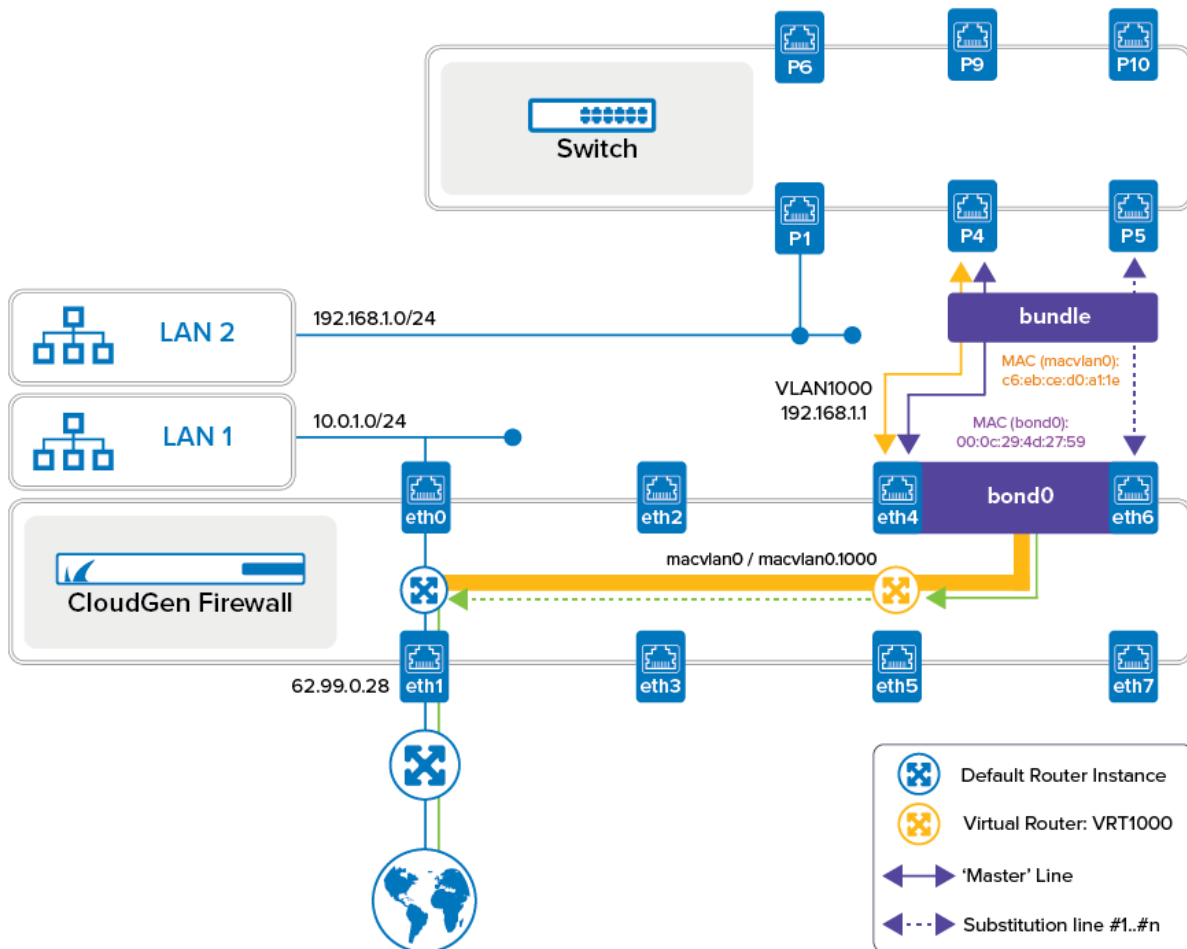 P6
P9
P10
Switch
P1
P4
P5
LAN 2
192.168.1.0/24
bundle
MAC (macvlan0):
c6:eb:ce:d0:a1:1e
VLAN1000
192.168.1.1
LAN 1
10.0.1.0/24
MAC (bond0):
00:0c:29:4d:27:59
eth0
eth2
eth4
bond0
eth6
macvlan0 / macvlan0.1000
CloudGen Firewall
62.99.0.28
eth1
eth3
eth5
eth7
Default Router Instance
Virtual Router: VRT1000
‘Master’ Line
Substitution line #1..#n